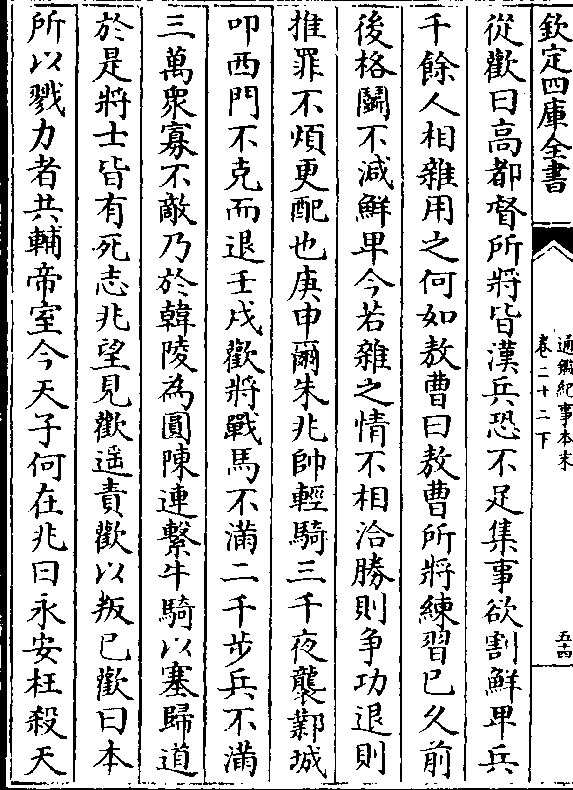 欽定四庫全書
通鑑紀事本末
卷二十二下
五十四
從歡曰高都督所將皆漢兵恐不足集事欲割鮮卑兵
千餘人相雜用之何如敖曹曰敖曹所將練習已久前
後格鬭不減鮮卑今若雜之情不相洽勝則争功退則
推罪不煩更配也庚申爾朱兆帥輕騎三千夜襲鄴城
叩西門不克而退壬戌歡將戰馬不滿二千步兵不滿
三萬衆寡不敵乃於韓陵為圓陳連繫牛驢以塞歸道
於是將士皆有死志兆望見歡遥責歡以叛已歡曰本
所以戮力者共輔帝室今天子何在兆曰永安枉殺天